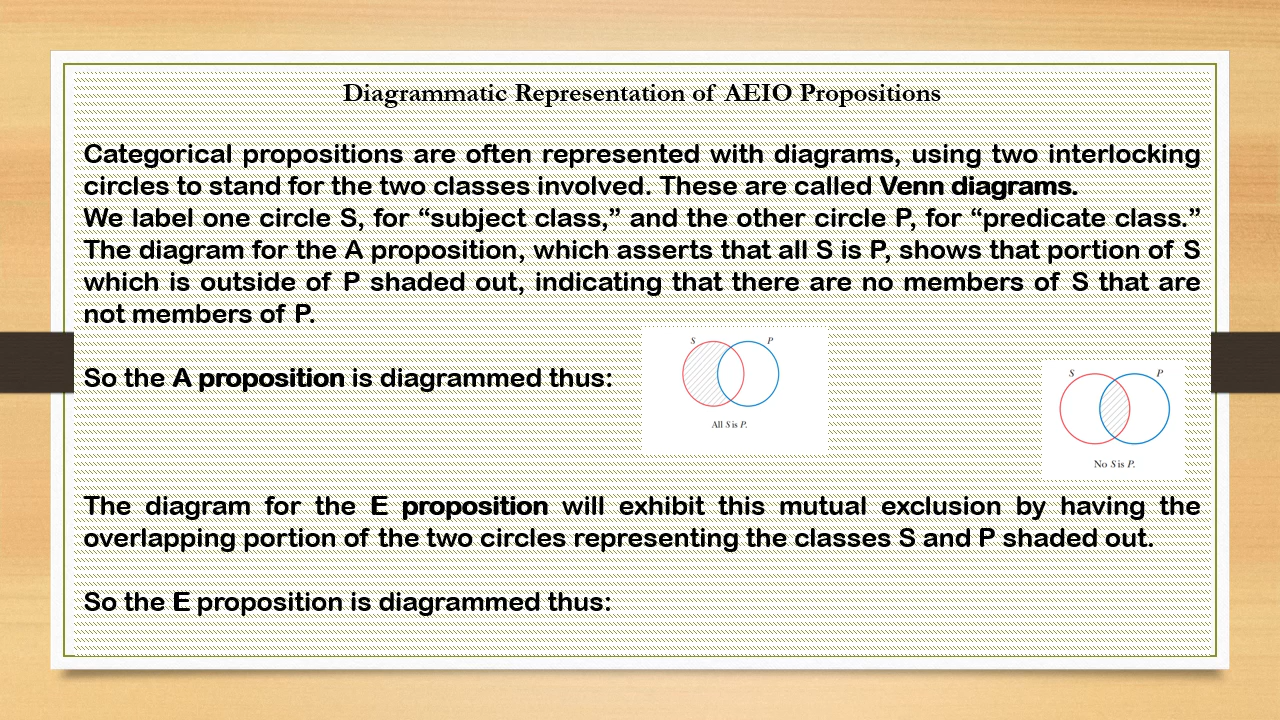 Diagrammatic Representation of AEIO Propositions
Categorical propositions are often represented with diagrams, using two interlocking
circles to stand for the two classes involved. These are called Venn diagrams.
We label one circle S, for “subject class,” and the other circle P, for “predicate class.”
The diagram for the A proposition, which asserts that all S is P, shows that portion of S
which is outside of P shaded out, indicating that there are no members of S that are
not members of P.
S P
So the A proposition is diagrammed thus:
All S is P.
S P
No S is P.
The diagram for the E proposition will exhibit this mutual exclusion by having the
overlapping portion of the two circles representing the classes S and P shaded out.
So the E proposition is diagrammed thus: